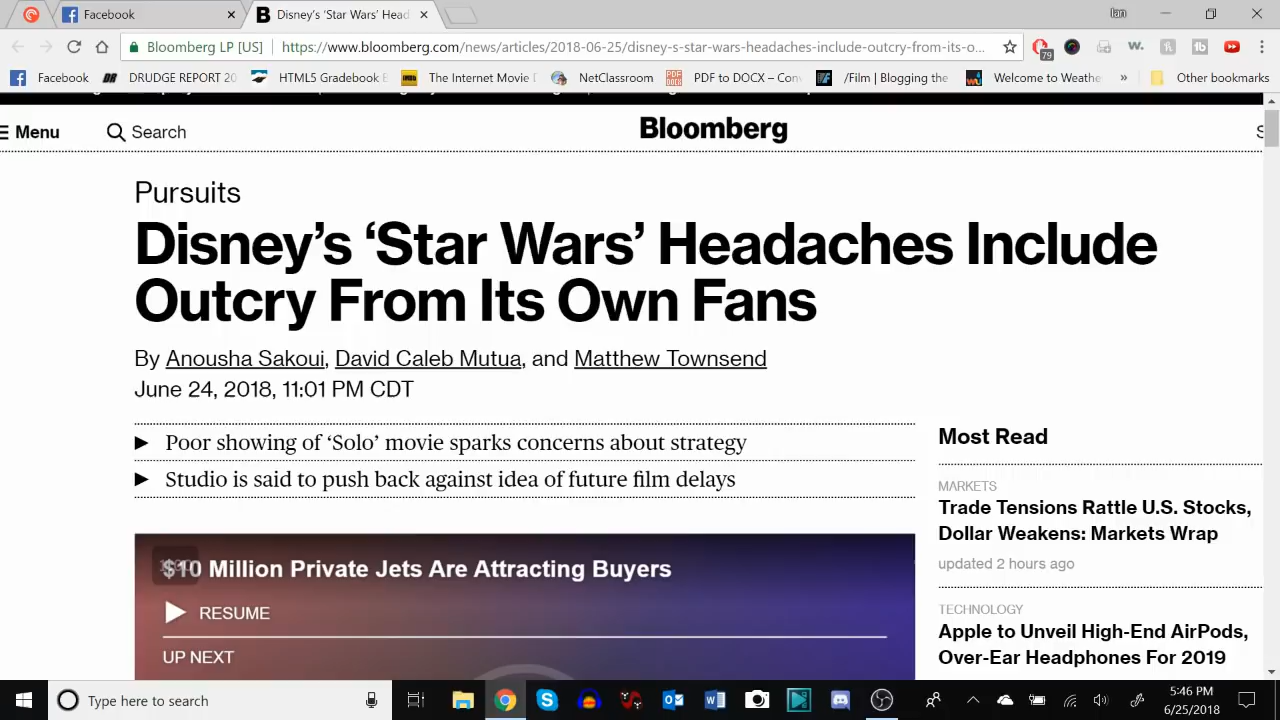 Facebook
Disney's 'Star Wars' Head
Ian
Bloomberg LP [US]
https://www.bloomberg.com/news/articles/2018-06-25/disney-s-star-wars-headaches-include-outcry-from-its-o...
79
Facebook
DRUDGE REPORT 20
HTML5 Gradebook
The Internet Movie
NetClassroom
PDF to DOCX – Con
/Film | Blogging the
Welcome to Weathe
»
Other bookmarks
Menu
Search
Bloomberg
S
Pursuits
Disney's 'Star Wars' Headaches Include
Outcry From Its Own Fans
By Anousha Sakoui, David Caleb Mutua, and Matthew Townsend
June 24, 2018, 11:01 PM CDT
Poor showing of 'Solo' movie sparks concerns about strategy
Studio is said to push back against idea of future film delays
Most Read
MARKETS
Trade Tensions Rattle U.S. Stocks,
Dollar Weakens: Markets Wrap
updated 2 hours ago
TECHNOLOGY
Apple to Unveil High-End AirPods,
Over-Ear Headphones For 2019
$10 Million Private Jets Are Attracting Buyers
RESUME
UP NEXT
Type here to search
5:46 PM
6/25/2018